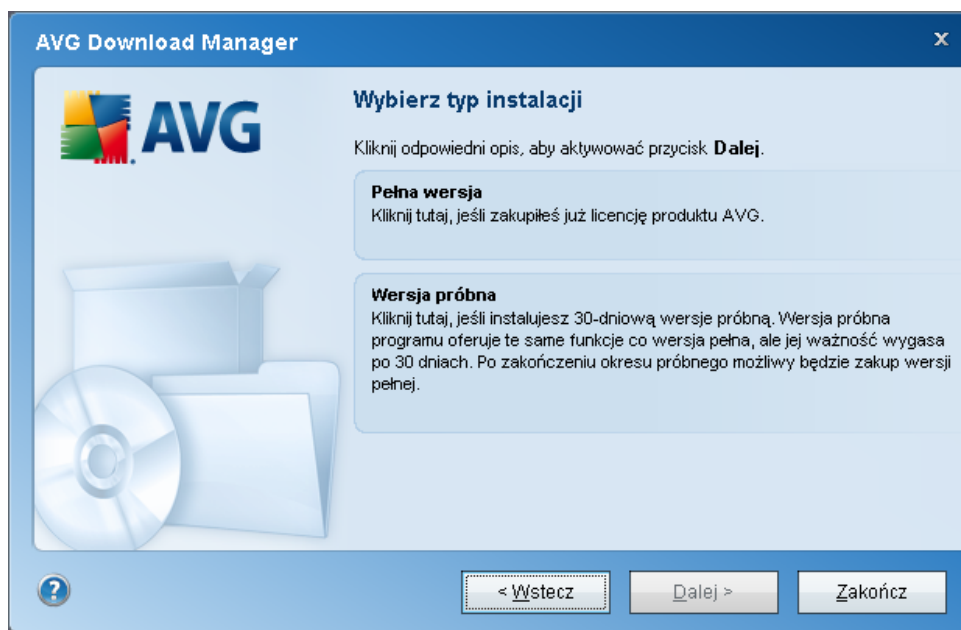 AVG Download Manager
x
AVG
Wybierz typ instalacji
Kliknij odpowiedni opis, aby aktywować przycisk Dalej.
Pełna wersja
Kliknij tutaj, jeśli zakupiłeś już licencję produktu AVG.
Wersja próbna
Kliknij tutaj, jeśli instalujesz 30-dniową wersje próbną. Wersja próbna
programu oferuje te same funkcje co wersja pełna, ale jej ważność wygasa
po 30 dniach. Po zakończeniu okresu próbnego możliwy będzie zakup wersji
pełnej.
?
< Wstecz
Dalej >
Zakończ